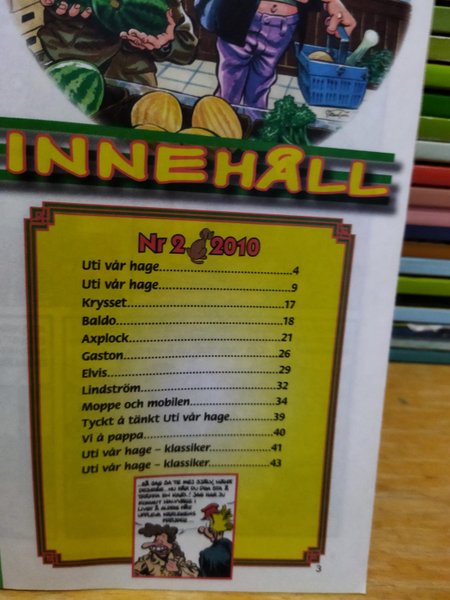 INNEHÅLL
Nr 2 2010
Uti vår hage..........................................4
Uti vår hage..........................................9
Krysset................................................17
Baldo..................................................18
Axplock..............................................21
Gaston................................................26
Elvis....................................................29
Lindström..........................................32
Moppe och mobilen..........................34
Tyckt å tänkt Uti vår hage..............39
Vi å pappa.........................................40
Uti vår hage – klassiker..................41
Uti vår hage – klassiker..................43
3